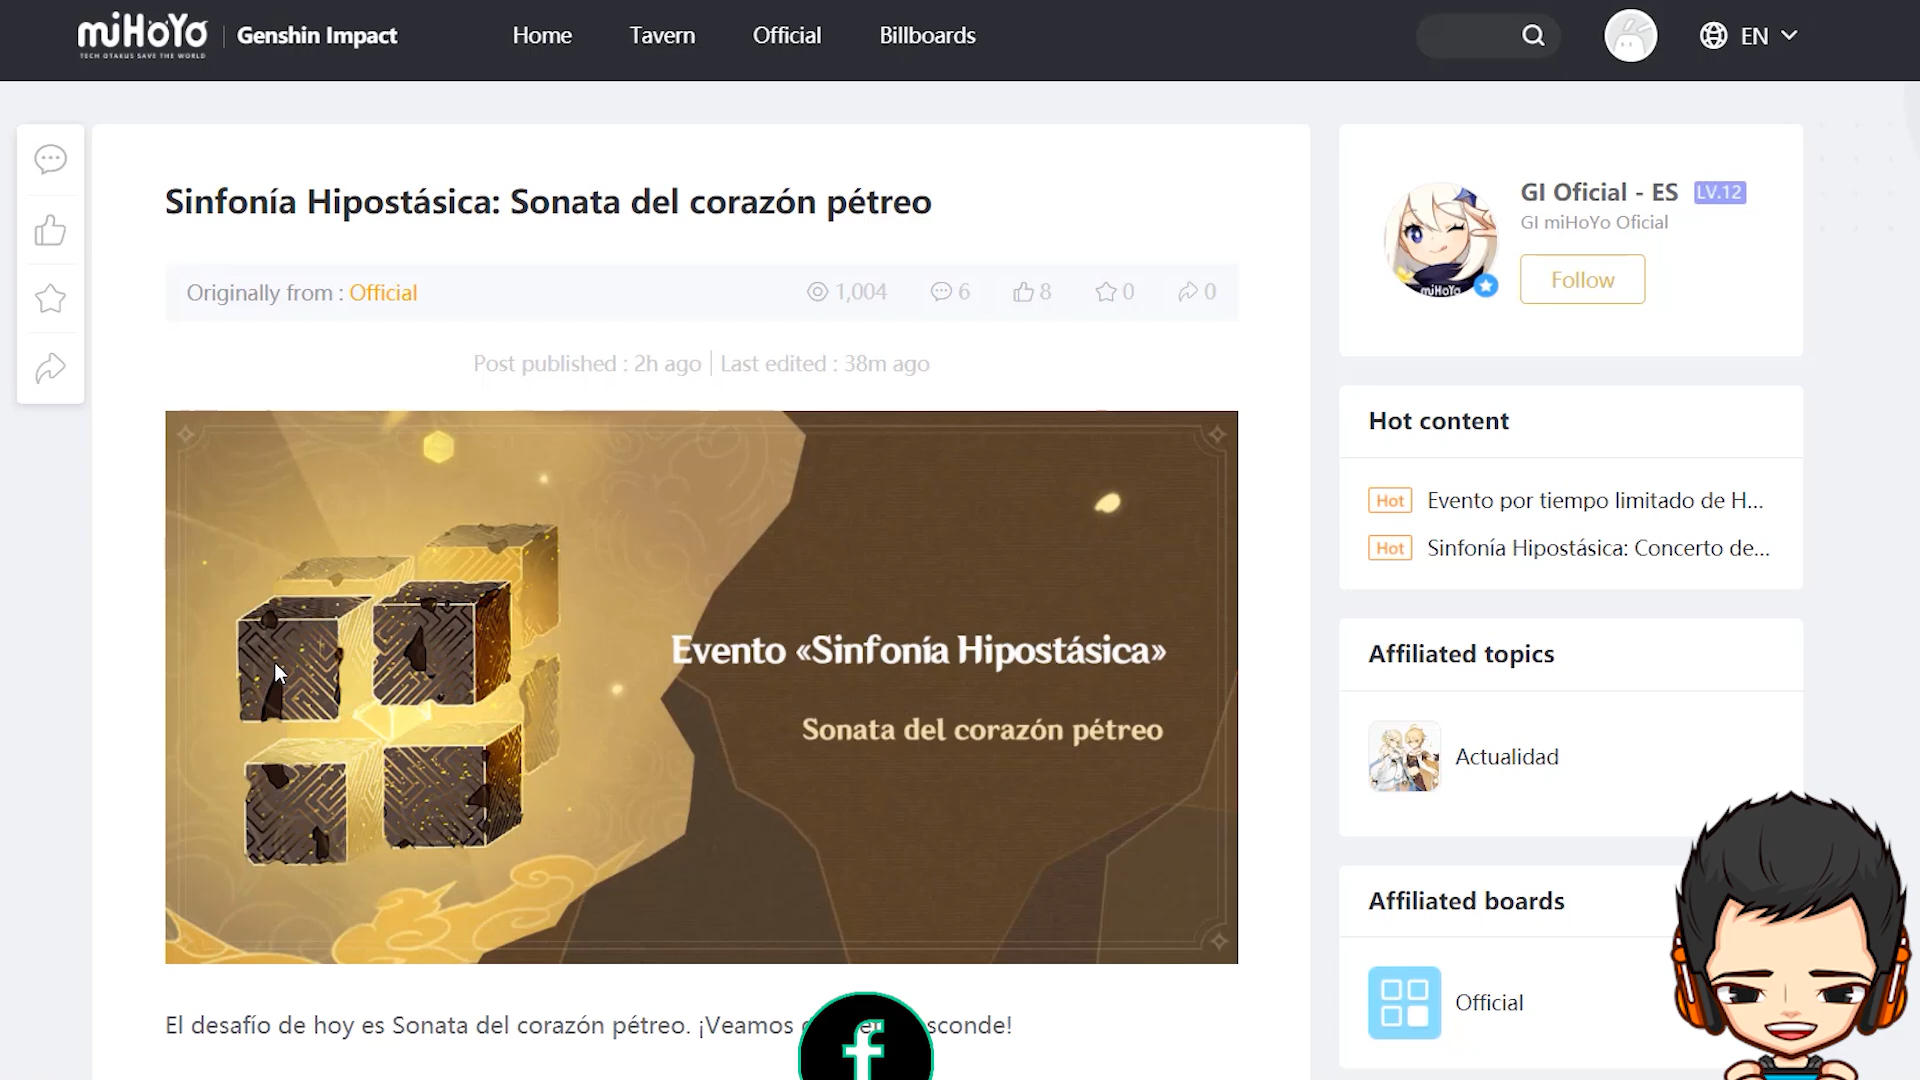 miHoYo
TECH OTAKUS SAVE THE WORLD
Genshin Impact
Home
Tavern
Official
Billboards
EN
Sinfonía Hipostásica: Sonata del corazón pétreo
Originally from : Official
1,004
6
8
0
0
Post published : 2h ago | Last edited : 38m ago
Evento «Sinfonía Hipostásica»
Sonata del corazón pétreo
El desafío de hoy es Sonata del corazón pétreo. ¡Veamos sconde!
f
GI Oficial - ES LV.12
GI miHoYo Oficial
miHoYo
Follow
Hot content
Hot Evento por tiempo limitado de H...
Hot Sinfonía Hipostásica: Concerto de...
Affiliated topics
Actualidad
Affiliated boards
Official